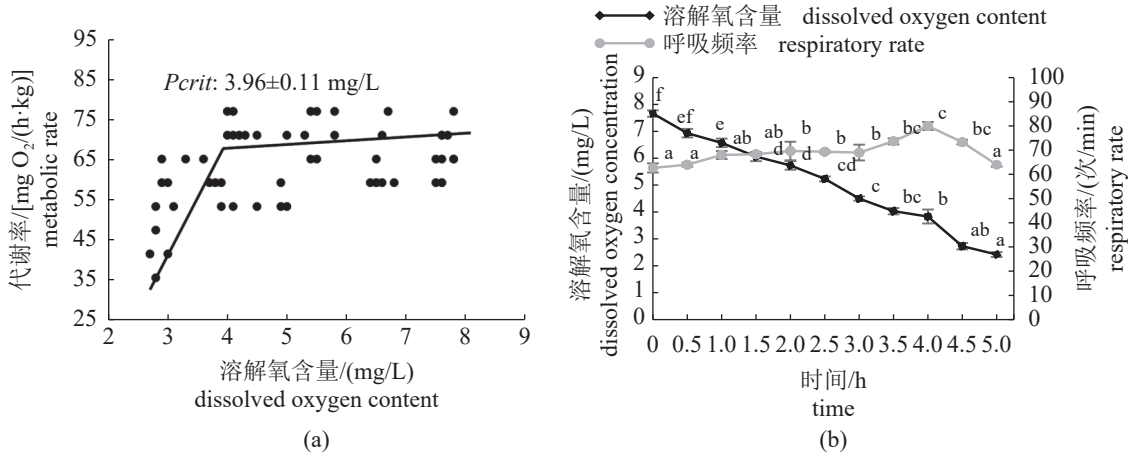 溶解氧含量 dissolved oxygen content
呼吸频率 respiratory rate
代谢率/[mg O₂/(h·kg)]
metabolic rate
95
85
75
65
55
45
35
25
Pcrit: 3.96±0.11 mg/L
2 3 4 5 6 7 8 9
溶解氧含量/(mg/L)
dissolved oxygen content
(a)
溶解氧含量/(mg/L)
dissolved oxygen concentration
9
8
7
6
5
4
3
2
1
0
f ef e d d cd c bc b ab a
a a ab ab b b b bc c bc a
100
90
80
70
60
50
40
30
20
10
0
呼吸频率/(次/min)
respiratory rate
0 0.5 1.0 1.5 2.0 2.5 3.0 3.5 4.0 4.5 5.0
时间/h
time
(b)